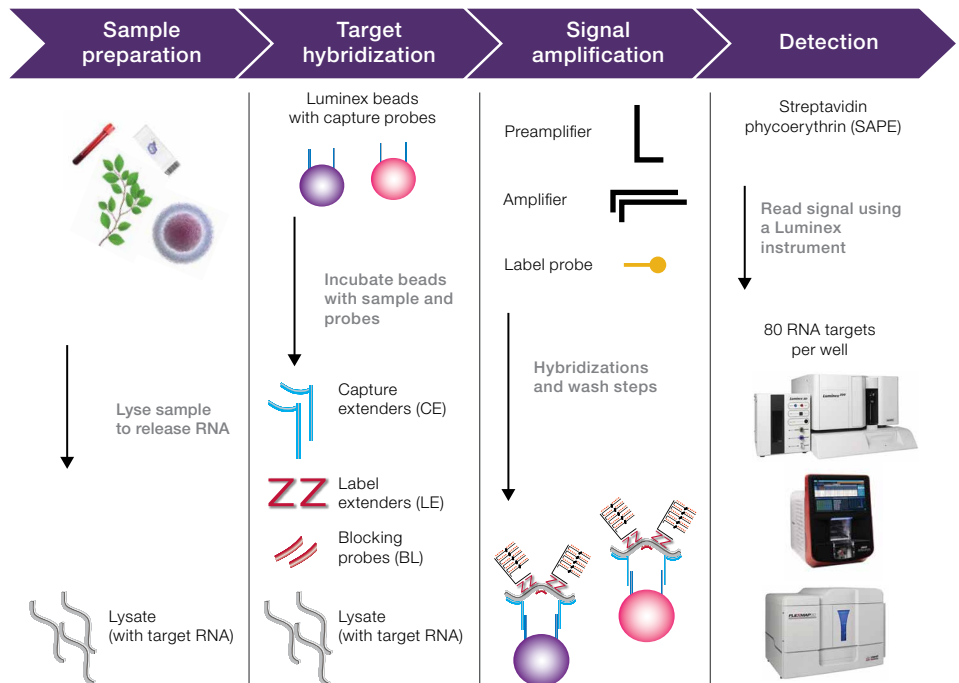 Sample
preparation
Target
hybridization
Signal
amplification
Detection
Lyse sample
to release RNA
Lysate
(with target RNA)
Luminex beads
with capture probes
Incubate beads
with sample and
probes
Capture
extenders (CE)
Label
extenders (LE)
Blocking
probes (BL)
Lysate
(with target RNA)
Preamplifier
Amplifier
Label probe
Hybridizations
and wash steps
Streptavidin
phycoerythrin (SAPE)
Read signal using
a Luminex
instrument
80 RNA targets
per well